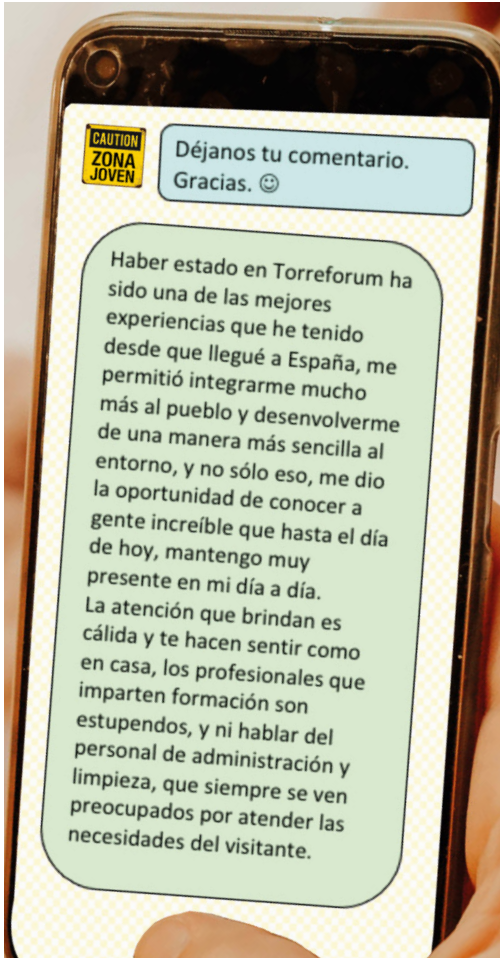 CAUTION
ZONA
JOVEN
Déjanos tu comentario.
Gracias. ☺
Haber estado en Torreforum ha
sido una de las mejores
experiencias que he tenido
desde que llegué a España, me
permitió integrarme mucho
más al pueblo y desenvolverme
de una manera más sencilla al
entorno, y no sólo eso, me dio
la oportunidad de conocer a
gente increíble que hasta el día
de hoy, mantengo muy
presente en mi día a día.
La atención que brindan es
cálida y te hacen sentir como
en casa, los profesionales que
imparten formación son
estupendos, y ni hablar del
personal de administración y
limpieza, que siempre se ven
preocupados por atender las
necesidades del visitante.